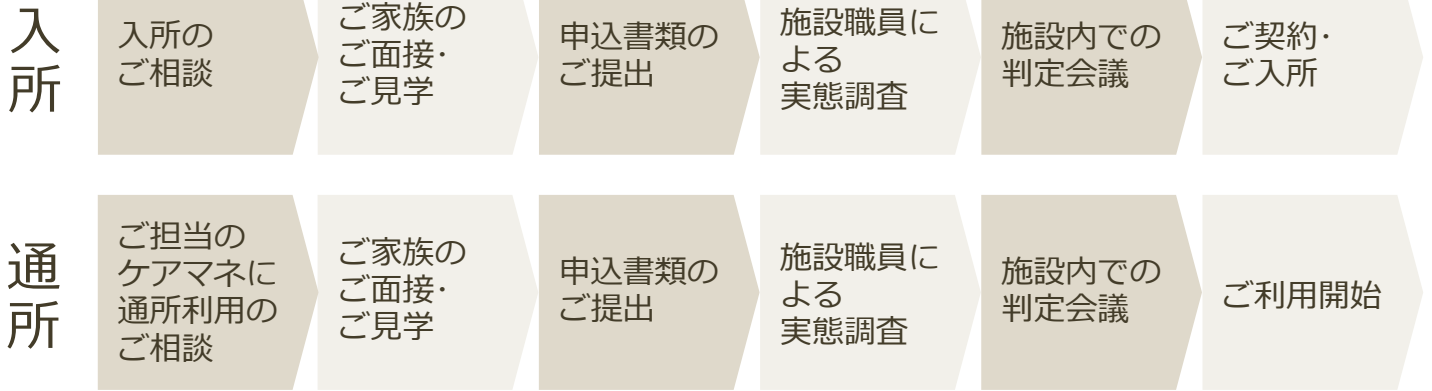 入所
入所の
ご相談
ご家族の
ご面接・
ご見学
申込書類の
ご提出
施設職員に
よる
実態調査
施設内での
判定会議
ご契約・
ご入所
通所
ご担当の
ケアマネに
通所利用の
ご相談
ご家族の
ご面接・
ご見学
申込書類の
ご提出
施設職員に
よる
実態調査
施設内での
判定会議
ご利用開始